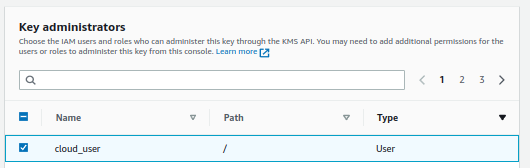 Key administrators
Choose the IAM users and roles who can administer this key through the KMS API. You may need to add additional permissions for the
users or roles to administer this key from this console. Learn more
1 2 3
Name Path Type
cloud_user / User